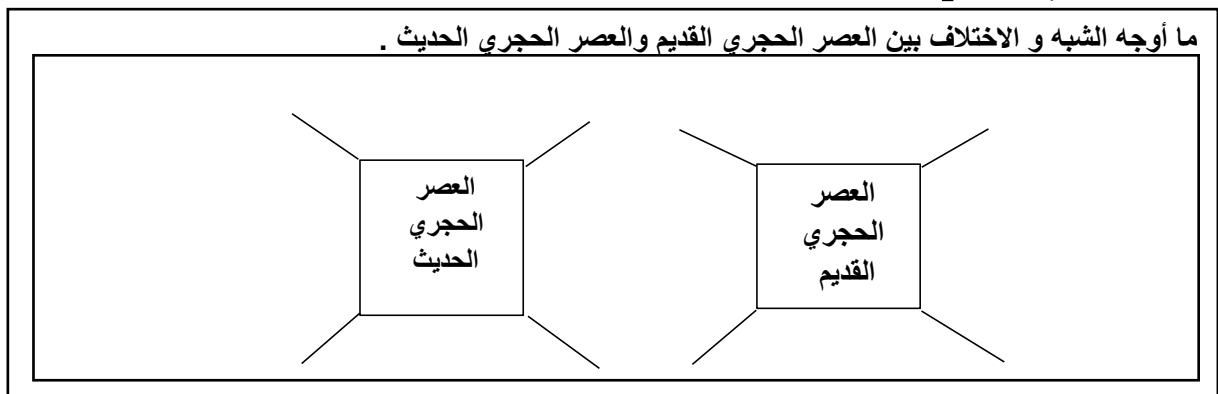 ما أوجه الشبه و الاختلاف بين العصر الحجري القديم والعصر الحجري الحديث .
العصر
الحجري
القديم
العصر
الحجري
الحديث